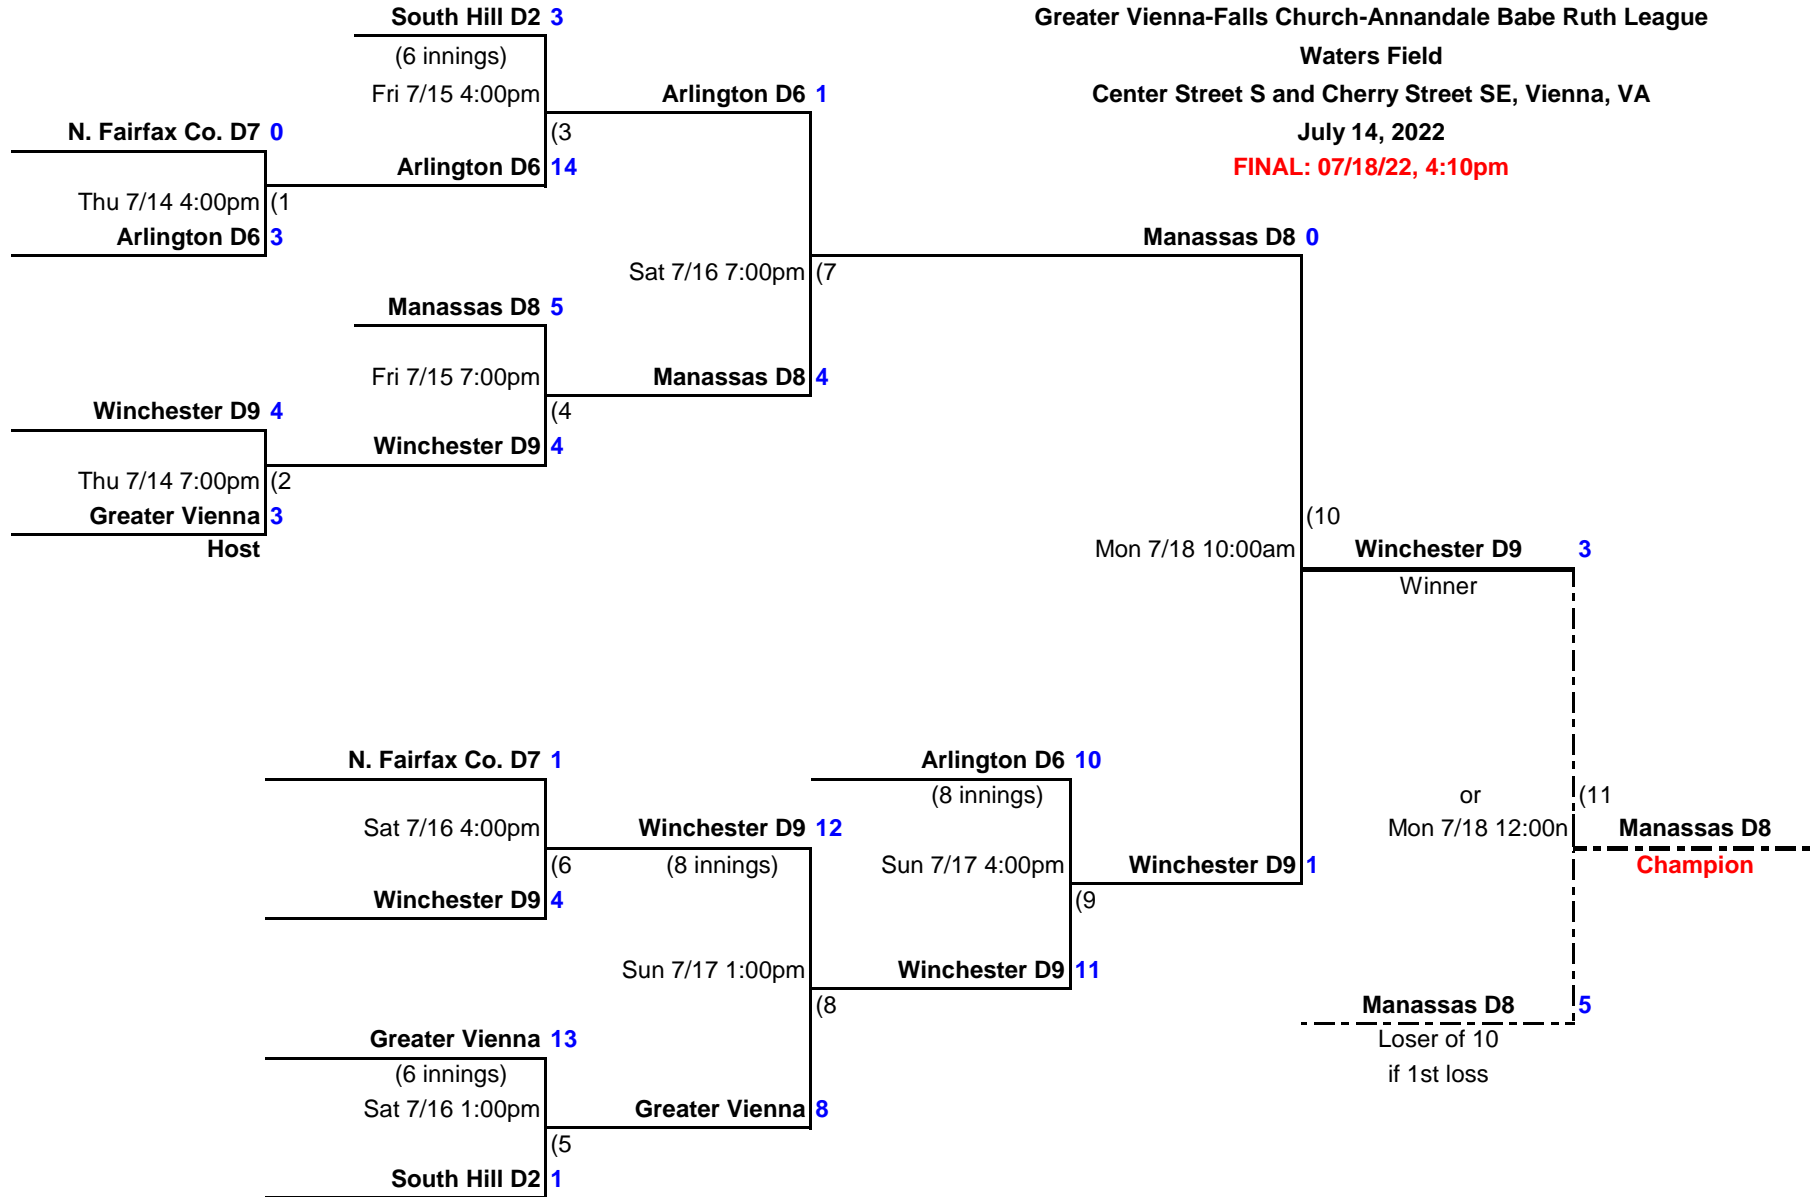 South Hill D2 3
Greater Vienna-Falls Church-Annandale Babe Ruth League
(6 innings)
Waters Field
Fri 7/15 4:00pm
Arlington D6 1
Center Street S and Cherry Street SE, Vienna, VA
N. Fairfax Co. D7 0
(3
July 14, 2022
Arlington D6 14
FINAL: 07/18/22, 4:10pm
Thu 7/14 4:00pm (1
Arlington D6 3
Manassas D8 0
Sat 7/16 7:00pm (7
Manassas D8 5
Fri 7/15 7:00pm
Manassas D8 4
Winchester D9 4
(4
Winchester D9 4
Thu 7/14 7:00pm (2
Greater Vienna 3
(10
Host
Mon 7/18 10:00am
Winchester D9 3
Winner
N. Fairfax Co. D7 1
Arlington D6 10
(8 innings)
or
(11
Sat 7/16 4:00pm
Winchester D9 12
Mon 7/18 12:00n
Manassas D8
(6
(8 innings)
Sun 7/17 4:00pm
Winchester D9 1
Champion
Winchester D9 4
(9
Sun 7/17 1:00pm
Winchester D9 11
(8
Manassas D8 5
Greater Vienna 13
Loser of 10
(6 innings)
if 1st loss
Sat 7/16 1:00pm
Greater Vienna 8
(5
South Hill D2 1